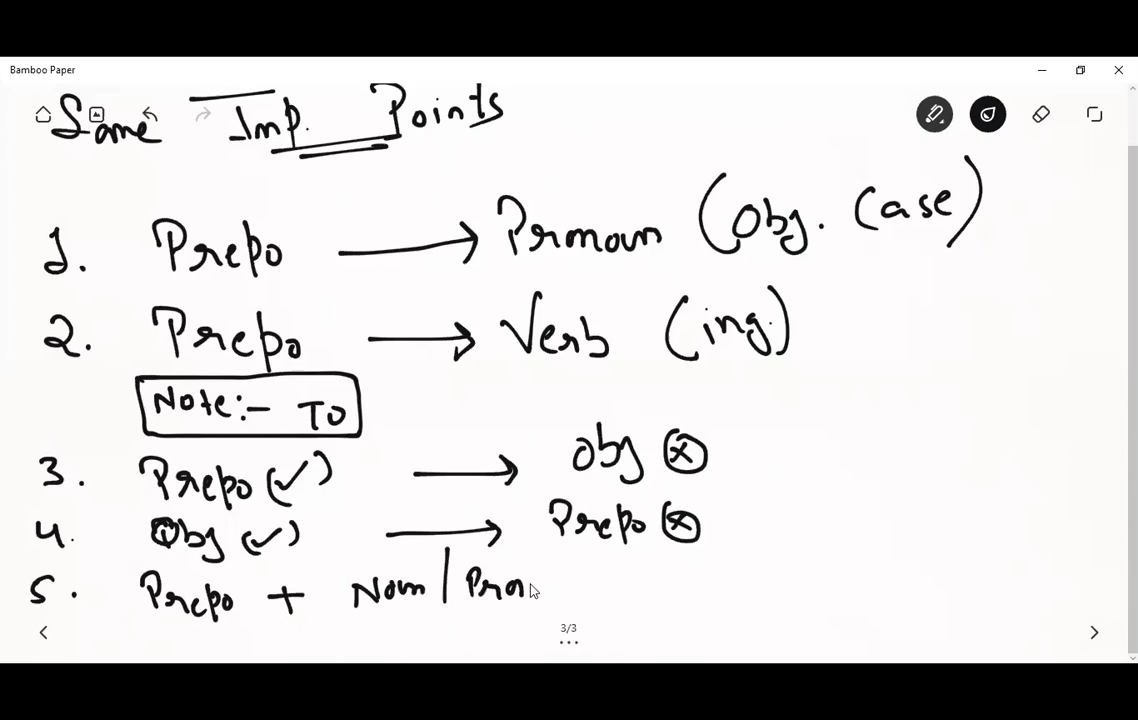 Bamboo Paper
Some Imp. Points
1. Prepo → Pronoun (Obj. Case)
2. Prepo → Verb (ing)
Note:- To
3. Prepo (✓) → Obj ⓧ
4. Obj (✓) → Prepo ⓧ
5. Prepo + Noun | Pron
3/3